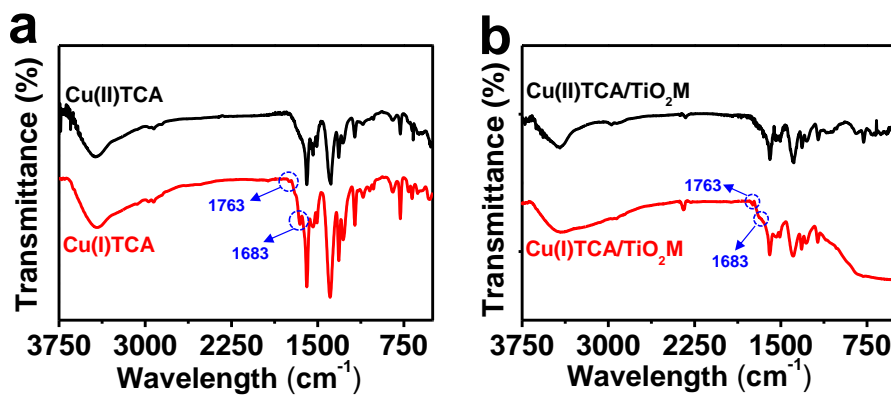 a
Transmittance (%)
Cu(II)TCA
1763
1683
Cu(I)TCA
3750 3000 2250 1500 750
Wavelength (cm⁻¹)
b
Transmittance (%)
Cu(II)TCA/TiO₂M
1763
1683
Cu(I)TCA/TiO₂M
3750 3000 2250 1500 750
Wavelength (cm⁻¹)